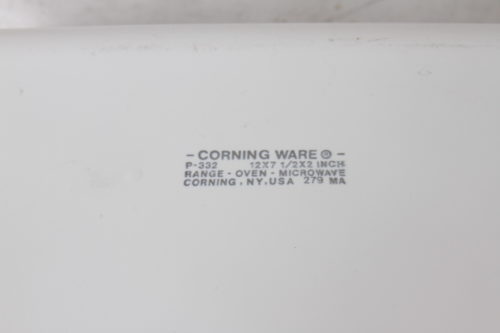 - CORNING WARE ® -
P-332 12X7 1/2X2 INCH
RANGE - OVEN - MICROWAVE
CORNING, NY. USA 279 MA